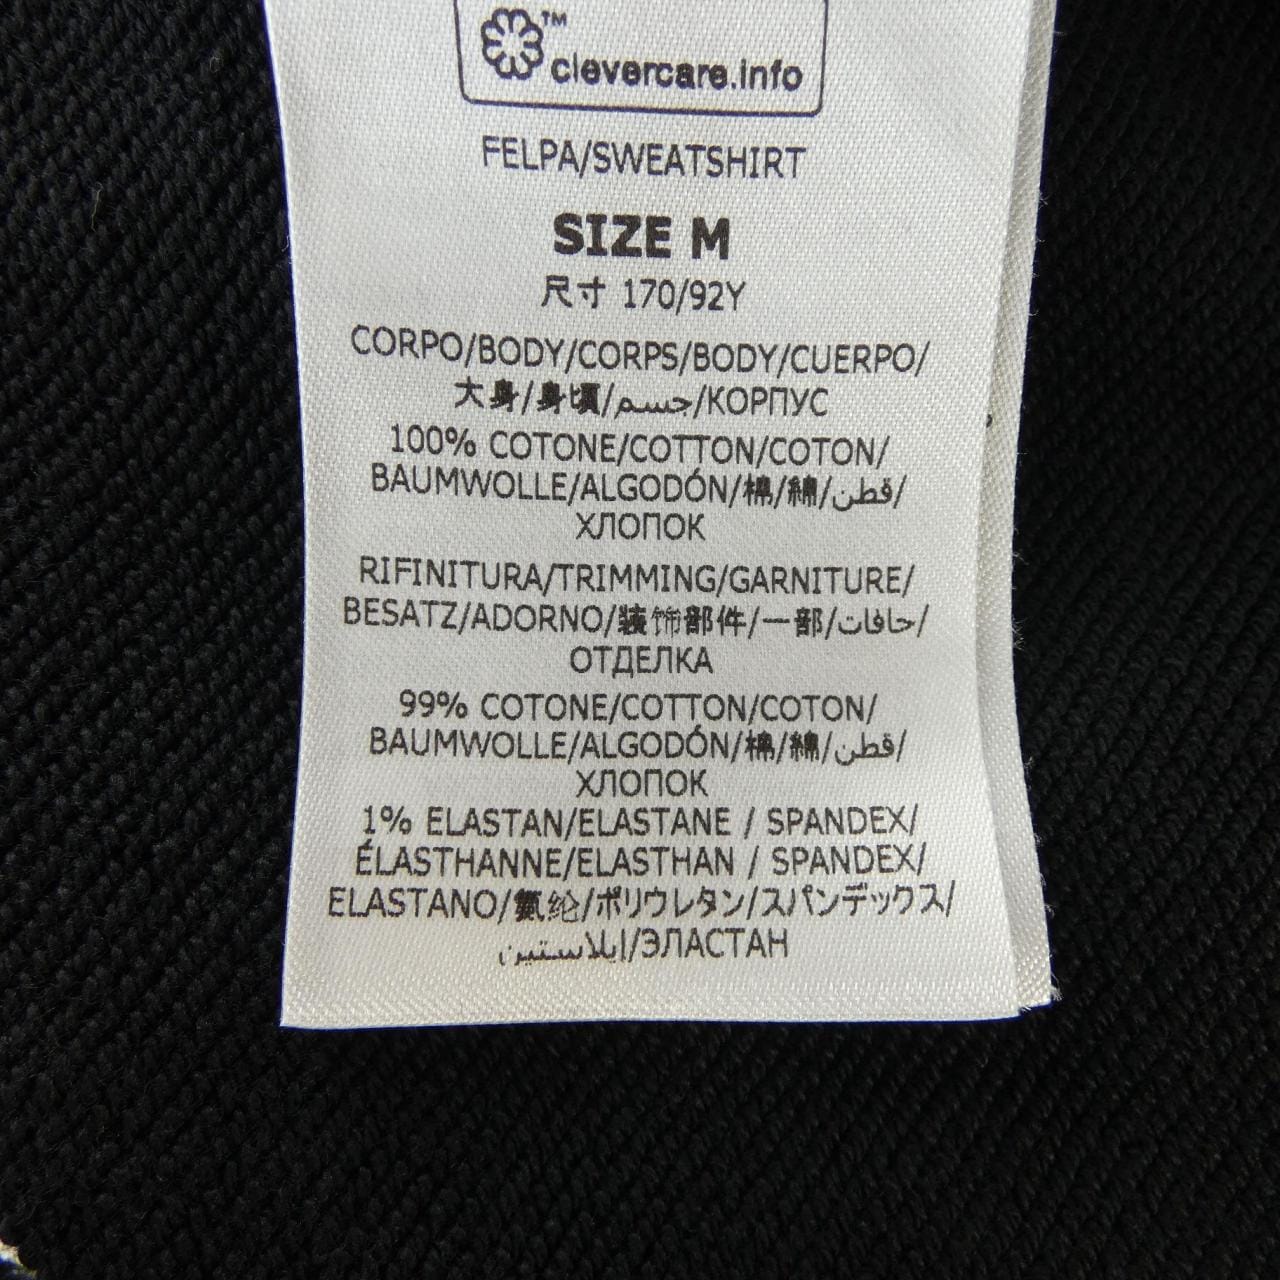 ™
clevercare.info
FELPA/SWEATSHIRT
SIZE M
尺寸 170/92Y
CORPO/BODY/CORPS/BODY/CUERPO/
大身/身頃/جسم/КОРПУС
100% COTONE/COTTON/COTON/
BAUMWOLLE/ALGODÓN/棉/綿/قطن/
ХЛОПОК
RIFINITURA/TRIMMING/GARNITURE/
BESATZ/ADORNO/装饰部件/一部/حافات/
ОТДЕЛКА
99% COTONE/COTTON/COTON/
BAUMWOLLE/ALGODÓN/棉/綿/قطن/
ХЛОПОК
1% ELASTAN/ELASTANE / SPANDEX/
ÉLASTHANNE/ELASTHAN / SPANDEX/
ELASTANO/氨纶/ポリウレタン/スパンデックス/
إيلاستين/ЭЛАСТАН